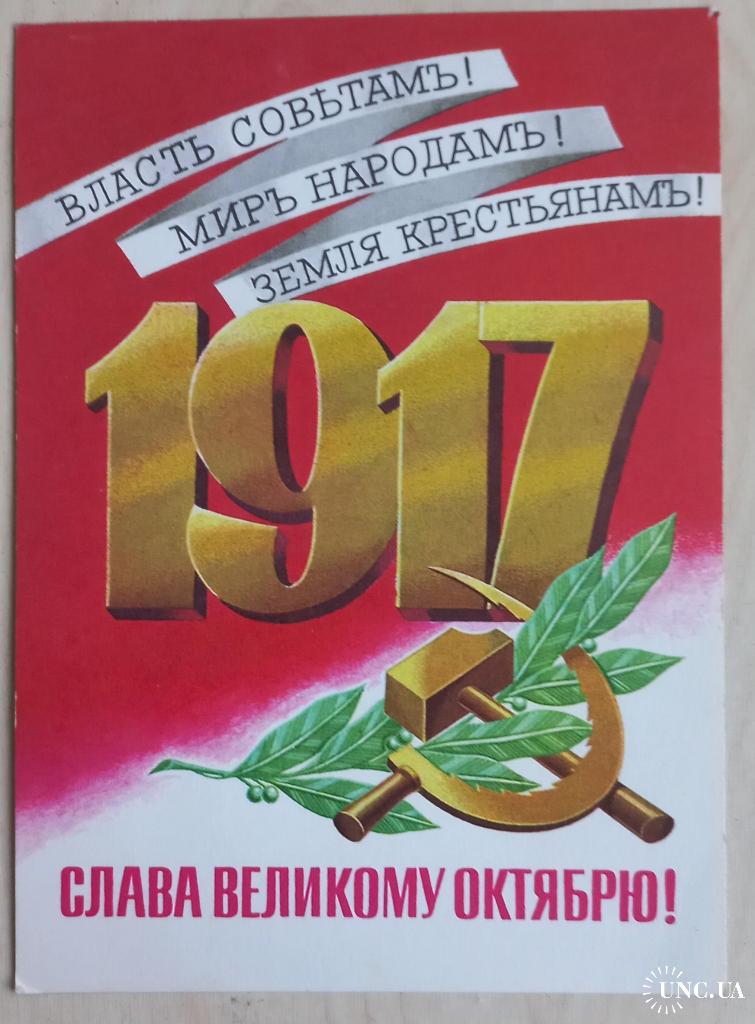 ВЛАСТЬ СОВѢТАМЪ!
МИРЪ НАРОДАМЪ!
ЗЕМЛЯ КРЕСТЬЯНАМЪ!
1917
СЛАВА ВЕЛИКОМУ ОКТЯБРЮ!
UNC.UA